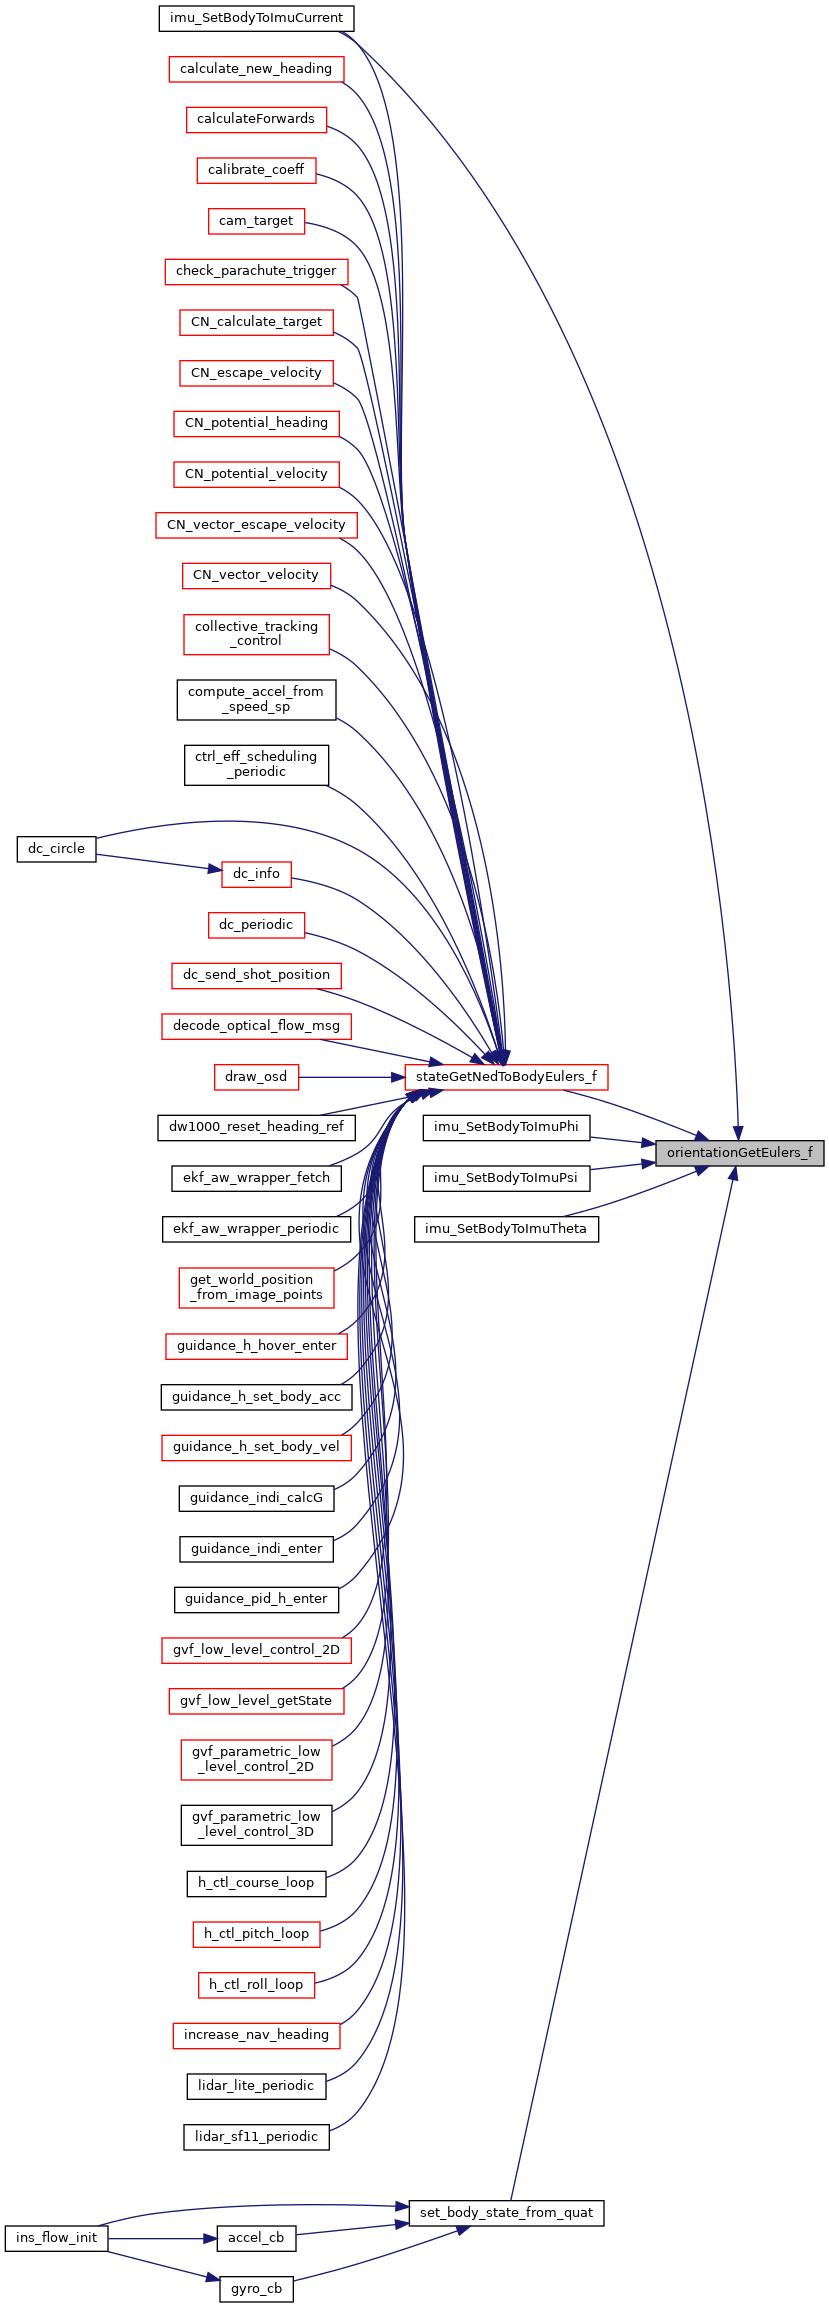 imu_SetBodyToImuCurrent
calculate_new_heading
calculateForwards
calibrate_coeff
cam_target
check_parachute_trigger
CN_calculate_target
CN_escape_velocity
CN_potential_heading
CN_potential_velocity
CN_vector_escape_velocity
CN_vector_velocity
collective_tracking
_control
compute_accel_from
_speed_sp
ctrl_eff_scheduling
_periodic
dc_circle
dc_info
dc_periodic
dc_send_shot_position
decode_optical_flow_msg
draw_osd
stateGetNedToBodyEulers_f
dw1000_reset_heading_ref
imu_SetBodyToImuPhi
orientationGetEulers_f
ekf_aw_wrapper_fetch
imu_SetBodyToImuPsi
ekf_aw_wrapper_periodic
imu_SetBodyToImuTheta
get_world_position
_from_image_points
guidance_h_hover_enter
guidance_h_set_body_acc
guidance_h_set_body_vel
guidance_indi_calcG
guidance_indi_enter
guidance_pid_h_enter
gvf_low_level_control_2D
gvf_low_level_getState
gvf_parametric_low
_level_control_2D
gvf_parametric_low
_level_control_3D
h_ctl_course_loop
h_ctl_pitch_loop
h_ctl_roll_loop
increase_nav_heading
lidar_lite_periodic
lidar_sf11_periodic
set_body_state_from_quat
ins_flow_init
accel_cb
gyro_cb